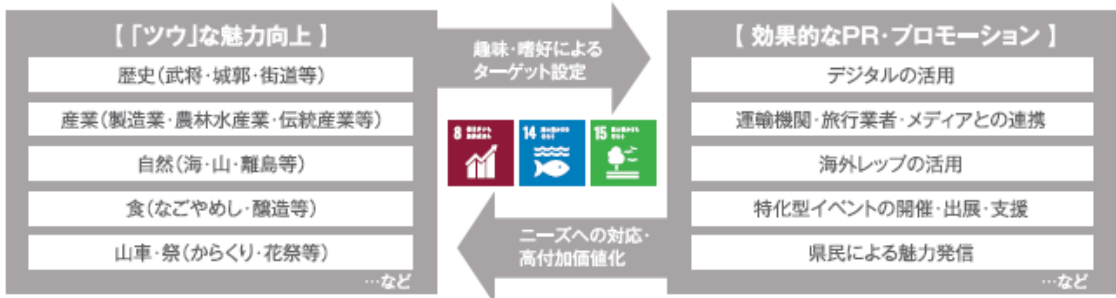 【「ツウ」な魅力向上】
歴史（武将・城郭・街道等）
産業（製造業・農林水産業・伝統産業等）
自然（海・山・離島等）
食（なごやめし・醸造等）
山車・祭（からくり・花祭等）
…など
趣味・嗜好による
ターゲット設定
8
14
15
ニーズへの対応・
高付加価値化
【効果的なPR・プロモーション】
デジタルの活用
運輸機関・旅行業者・メディアとの連携
海外レップの活用
特化型イベントの開催・出展・支援
県民による魅力発信
…など